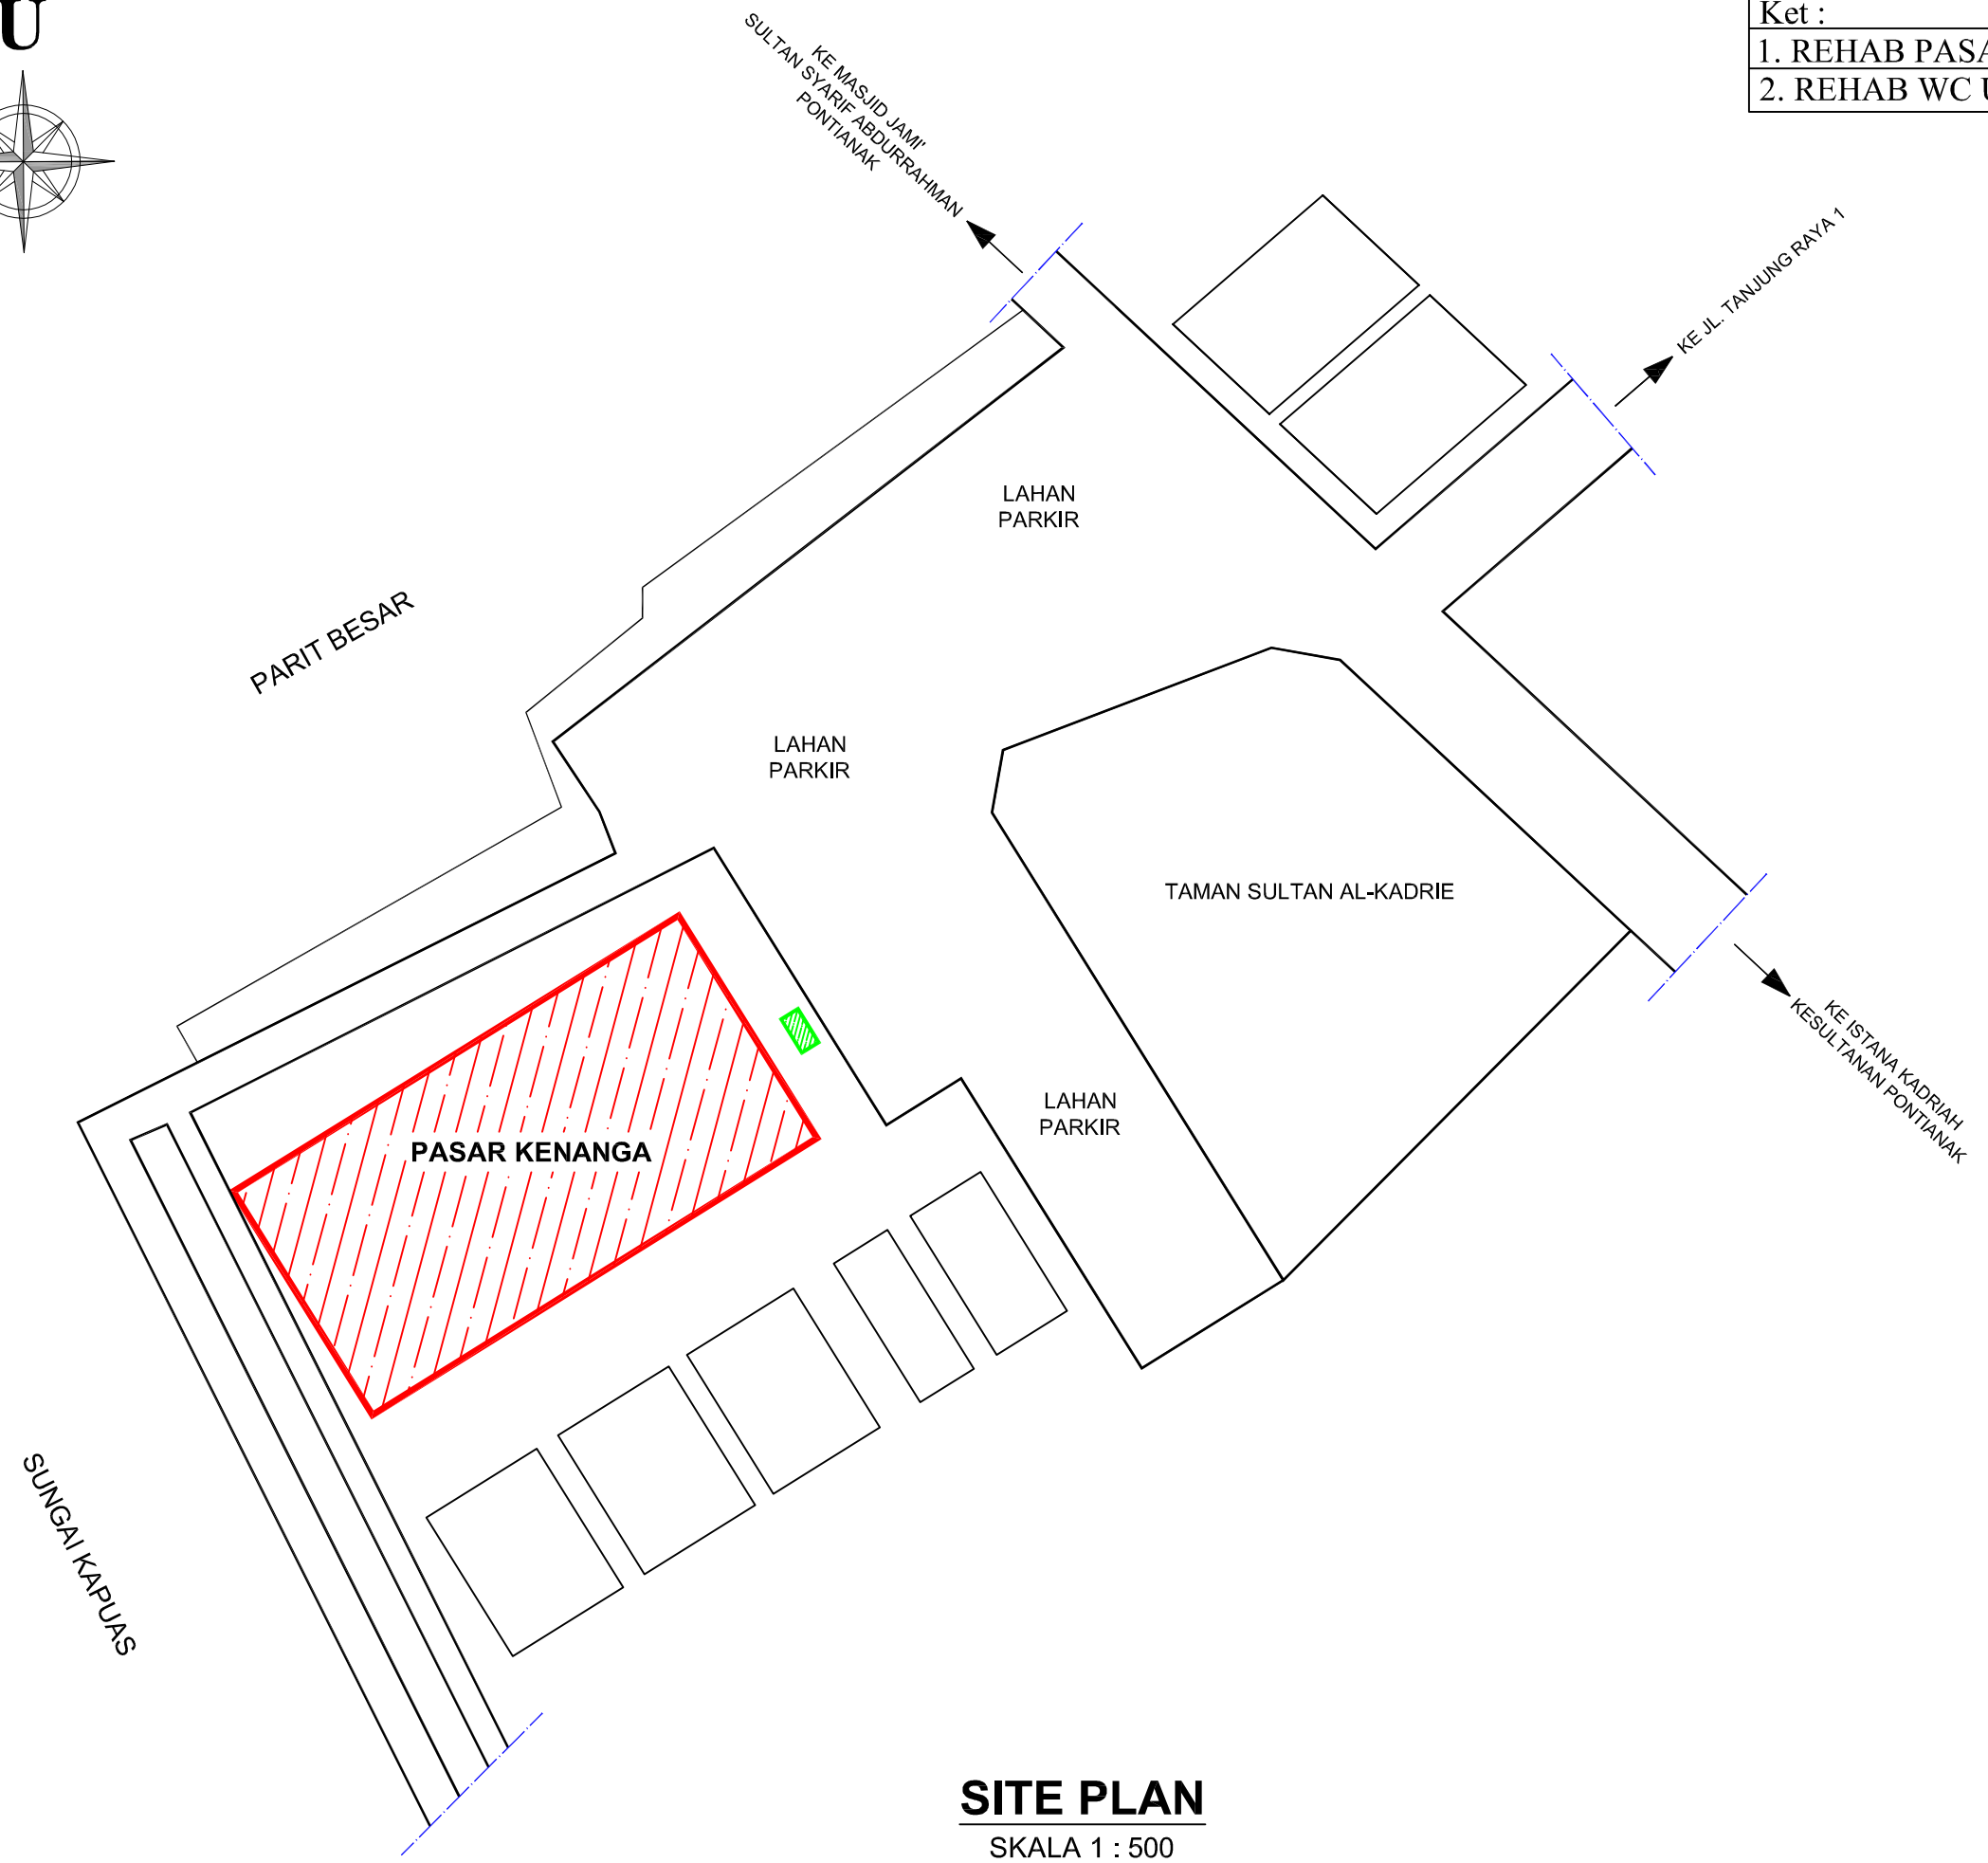 U
Ket :
1. REHAB PASA
2. REHAB WC U
KE MASJID JAMI'
SULTAN SYARIF ABDURRAHMAN
PONTIANAK
KE JL. TANJUNG RAYA 1
LAHAN
PARKIR
PARIT BESAR
LAHAN
PARKIR
TAMAN SULTAN AL-KADRIE
KE ISTANA KADRIAH
KESULTANAN PONTIANAK
LAHAN
PARKIR
PASAR KENANGA
SUNGAI KAPUAS
SITE PLAN
SKALA 1 : 500